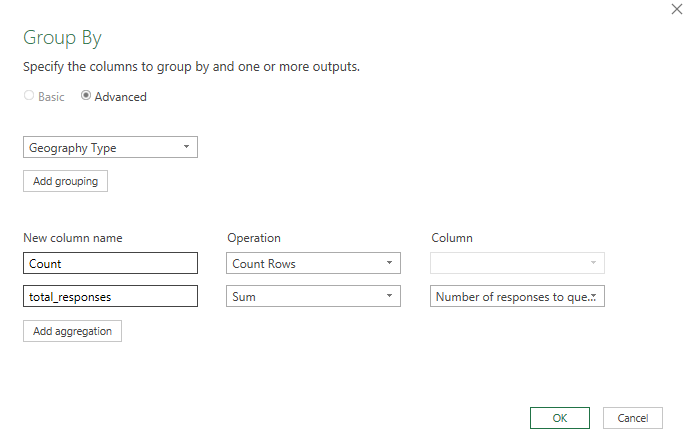 Group By
Specify the columns to group by and one or more outputs.
Basic Advanced
Geography Type
Add grouping
New column name Operation Column
Count Count Rows
total_responses Sum Number of responses to que...
Add aggregation
OK Cancel